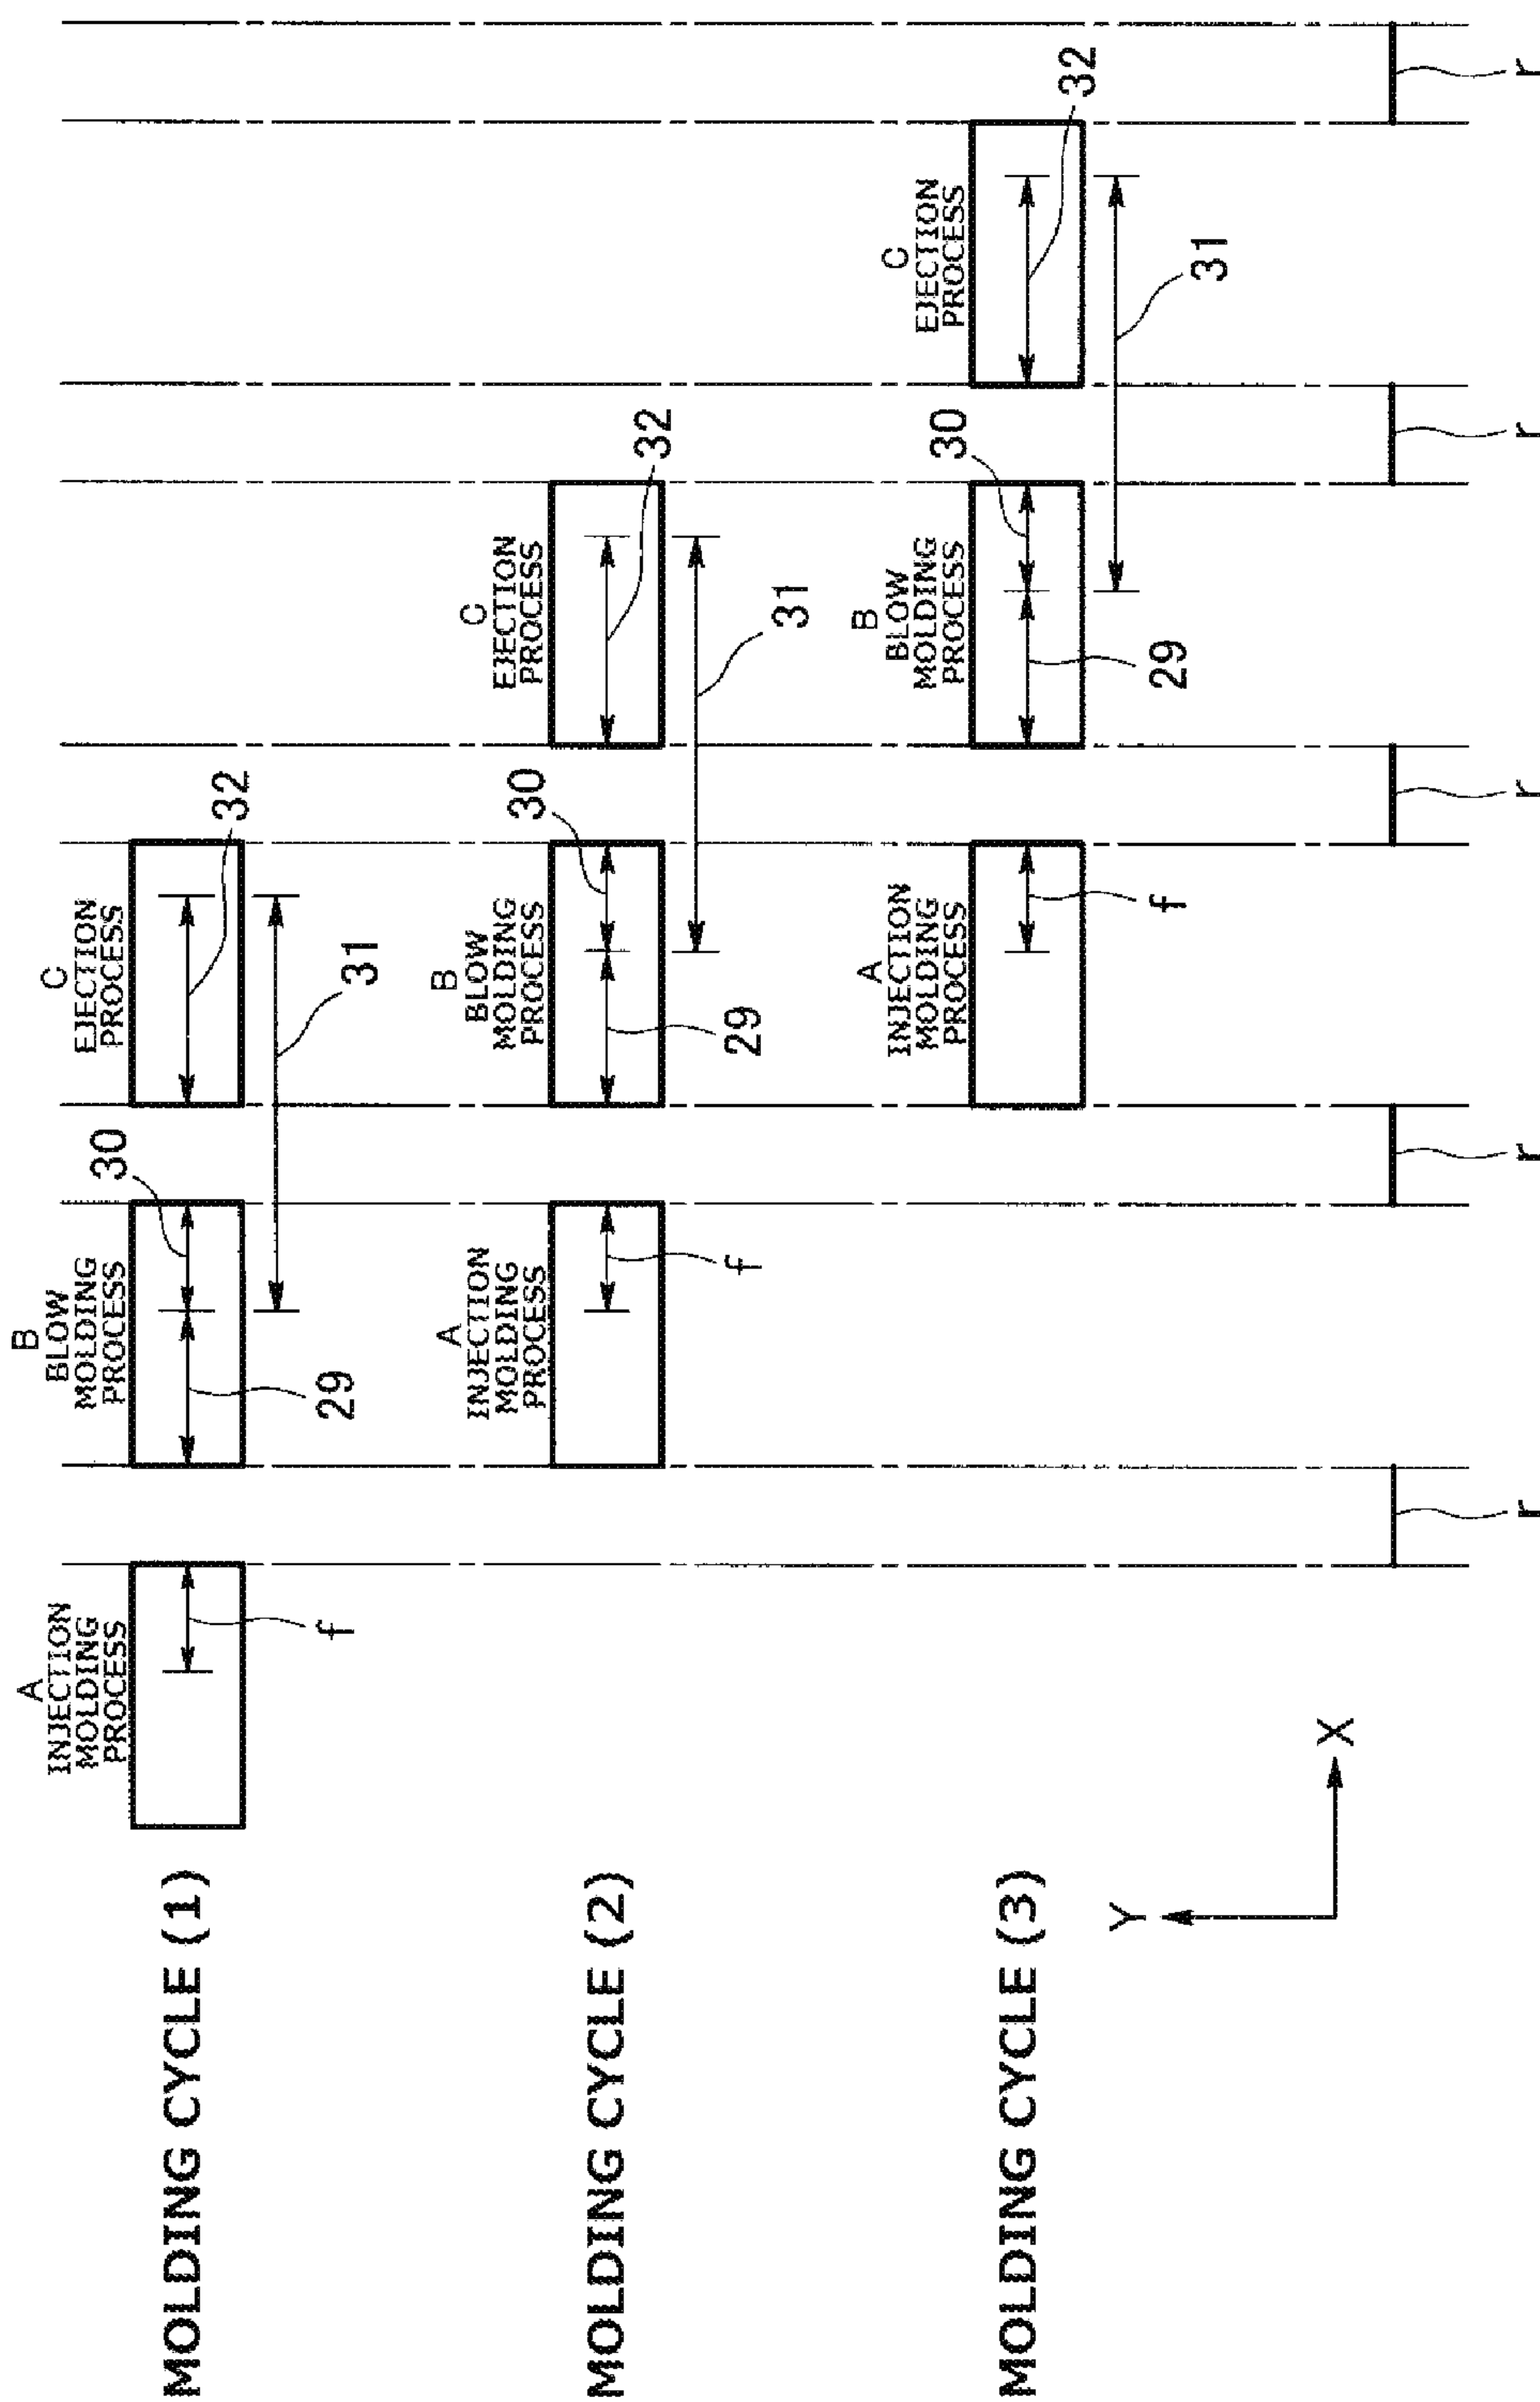 MOLDING CYCLE (1)
A
INJECTION
MOLDING
PROCESS
f
B
BLOW
MOLDING
PROCESS
29
30
C
EJECTION
PROCESS
32
31
MOLDING CYCLE (2)
A
INJECTION
MOLDING
PROCESS
f
B
BLOW
MOLDING
PROCESS
29
30
C
EJECTION
PROCESS
32
31
MOLDING CYCLE (3)
A
INJECTION
MOLDING
PROCESS
f
B
BLOW
MOLDING
PROCESS
29
30
C
EJECTION
PROCESS
32
31
Y
X
r
r
r
r
r